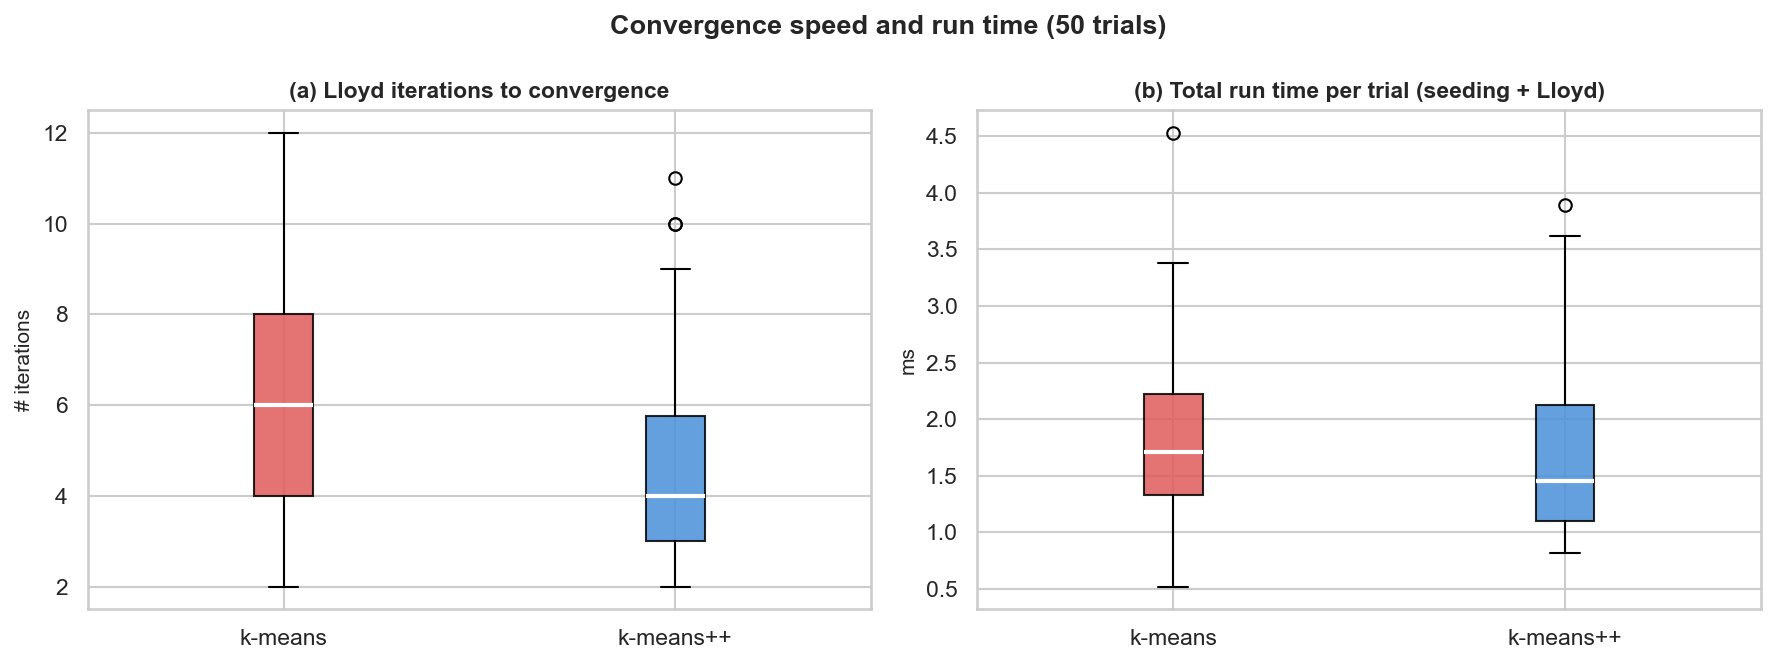 Convergence speed and run time (50 trials)
(a) Lloyd iterations to convergence
12
10
8
6
4
2
# iterations
k-means
k-means++
(b) Total run time per trial (seeding + Lloyd)
4.5
4.0
3.5
3.0
2.5
2.0
1.5
1.0
0.5
ms
k-means
k-means++